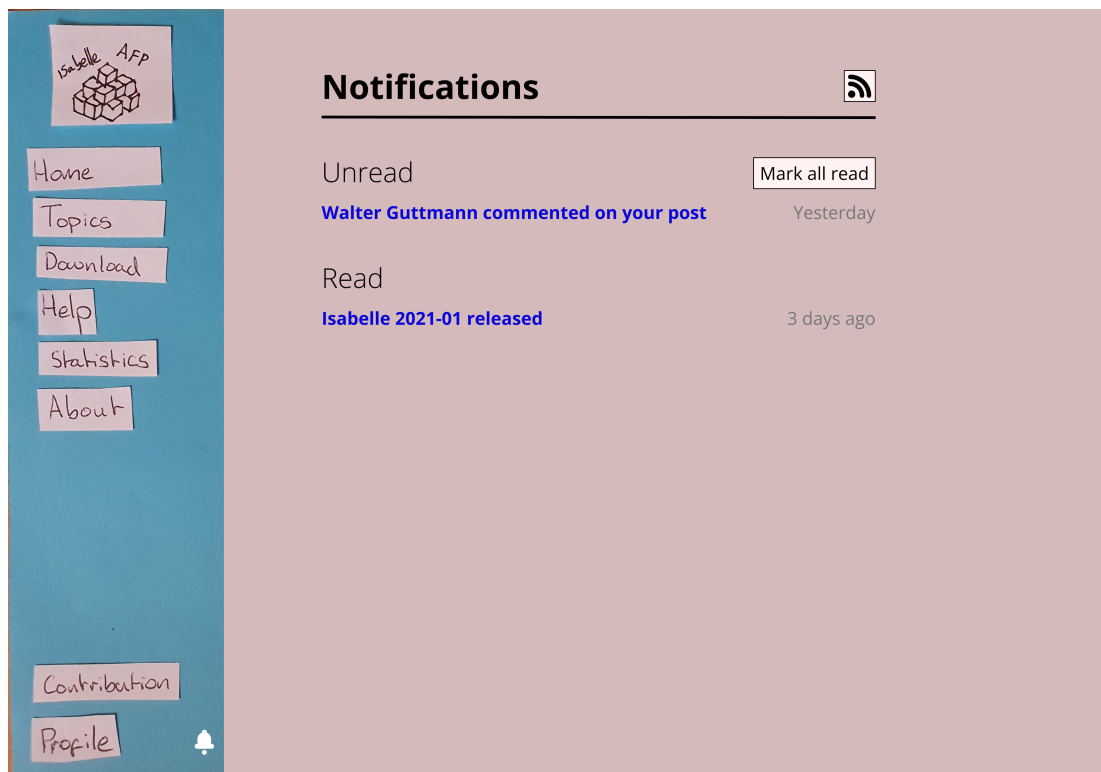 Isabelle AFP
Home
Topics
Download
Help
Statistics
About
Contribution
Profile
Notifications
Unread
Mark all read
Walter Guttmann commented on your post
Yesterday
Read
Isabelle 2021-01 released
3 days ago